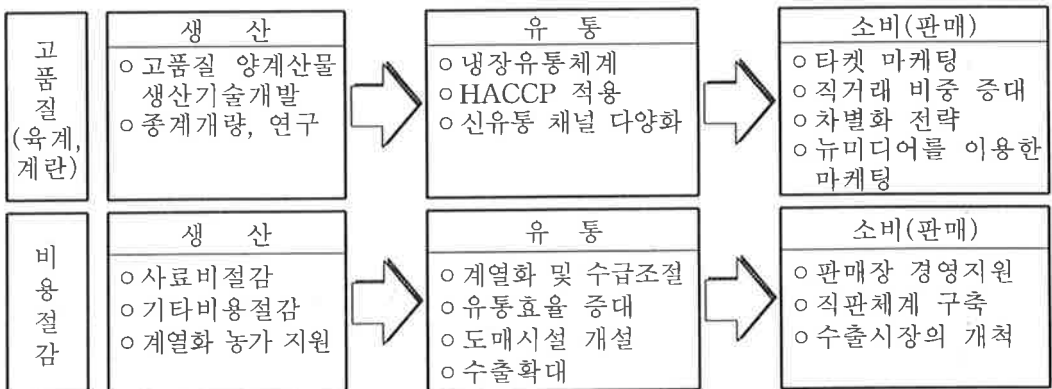 고품질(육계, 계란)
생 산
○고품질 양계산물
생산기술개발
○종계개량, 연구
유 통
○냉장유통체계
○HACCP 적용
○신유통 채널 다양화
소비(판매)
○타켓 마케팅
○직거래 비중 증대
○차별화 전략
○뉴미디어를 이용한
마케팅
비용절감
생 산
○사료비절감
○기타비용절감
○계열화 농가 지원
유 통
○계열화 및 수급조절
○유통효율 증대
○도매시설 개설
○수출확대
소비(판매)
○판매장 경영지원
○직판체계 구축
○수출시장의 개척